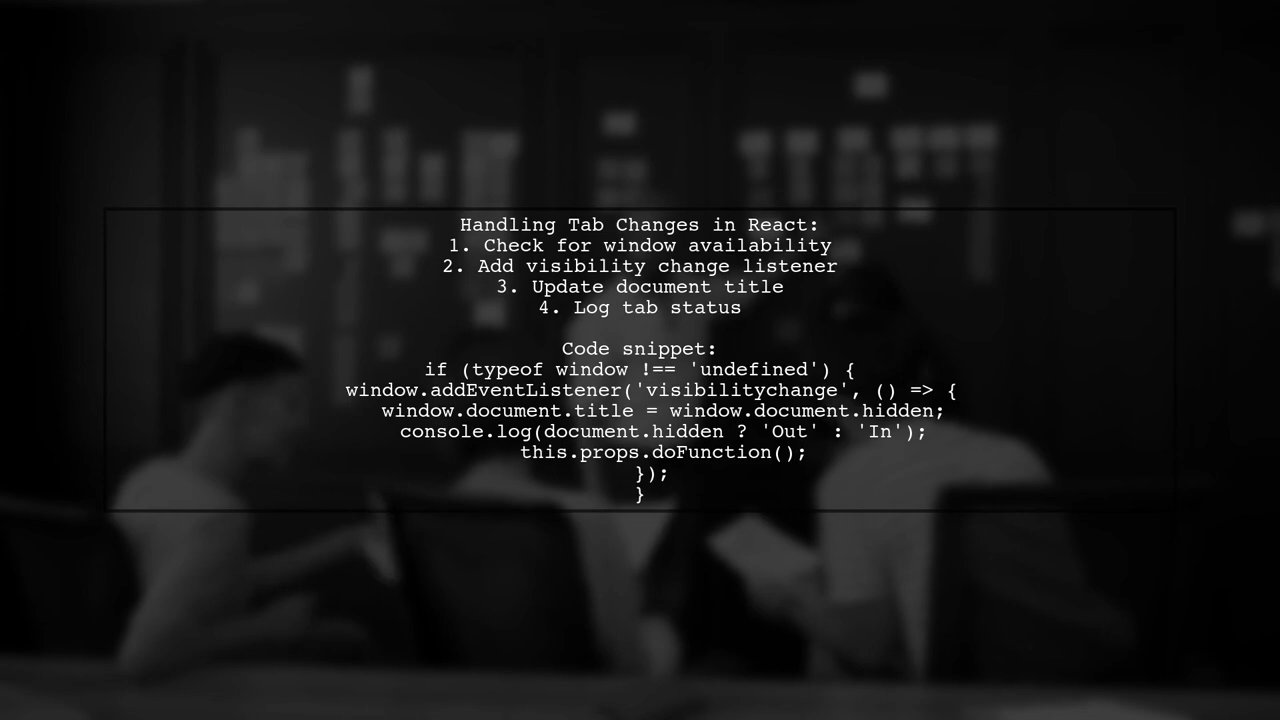 Handling Tab Changes in React:
1. Check for window availability
2. Add visibility change listener
3. Update document title
4. Log tab status
Code snippet:
if (typeof window !== 'undefined') {
window.addEventListener('visibilitychange', () => {
window.document.title = window.document.hidden;
console.log(document.hidden ? 'Out' : 'In');
this.props.doFunction();
});
}